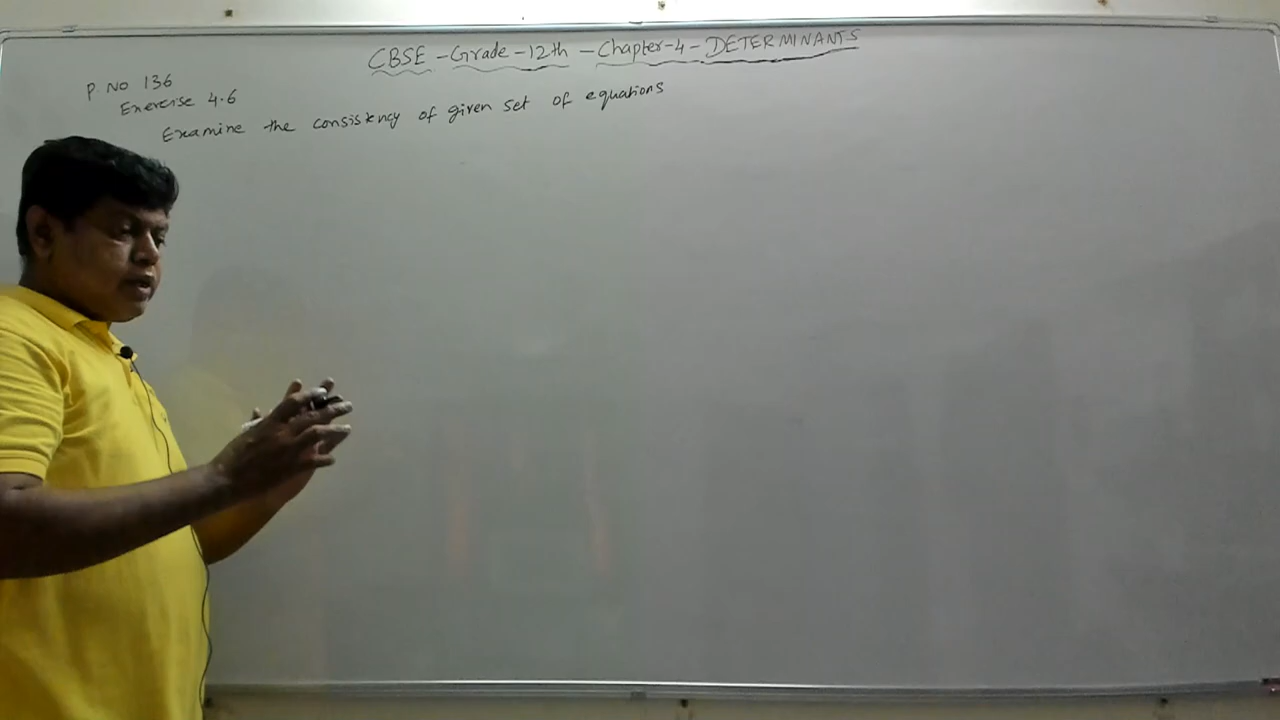 CBSE - Grade - 12th - Chapter-4 - DETERMINANTS
P. NO 136
Exercise 4.6
Examine the consistency of given set of equations